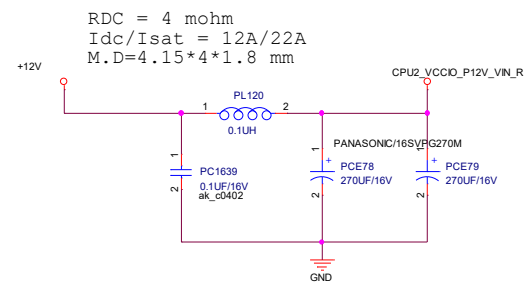 RDC = 4 mohm
Idc/Isat = 12A/22A
M.D=4.15*4*1.8 mm
+12V
CPU2_VCCIO_P12V_VIN_R
PL120
1
2
0.1UH
PANASONIC/16SVPG270M
1
PC1639
2
0.1UF/16V
ak_c0402
1
+
PCE78
270UF/16V
2
1
+
PCE79
270UF/16V
2
GND